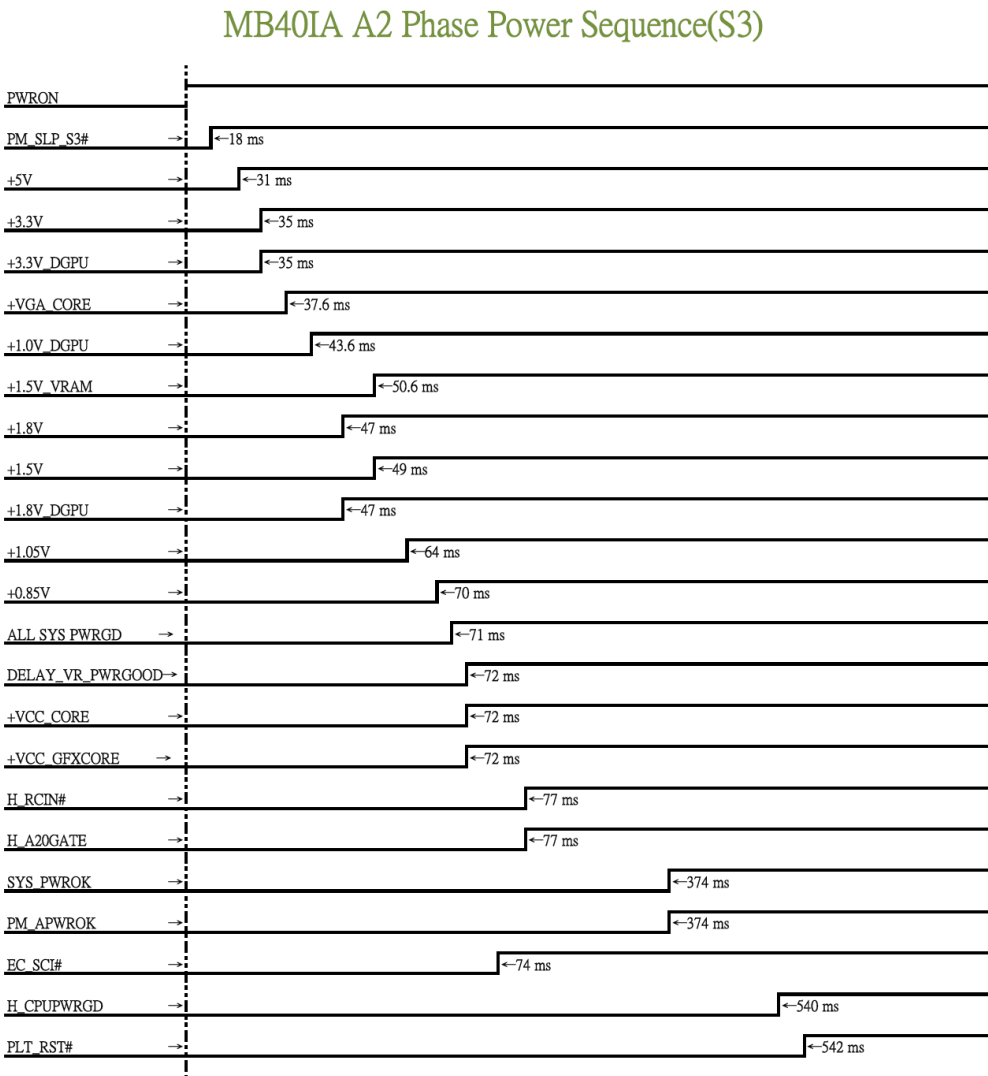 MB40IA A2 Phase Power Sequence(S3)
PWRON
PM_SLP_S3# →←18 ms
+5V →←31 ms
+3.3V →←35 ms
+3.3V_DGPU →←35 ms
+VGA_CORE →←37.6 ms
+1.0V_DGPU →←43.6 ms
+1.5V_VRAM →←50.6 ms
+1.8V →←47 ms
+1.5V →←49 ms
+1.8V_DGPU →←47 ms
+1.05V →←64 ms
+0.85V →←70 ms
ALL SYS PWRGD →←71 ms
DELAY_VR_PWRGOOD→←72 ms
+VCC_CORE →←72 ms
+VCC_GFXCORE →←72 ms
H_RCIN# →←77 ms
H_A20GATE →←77 ms
SYS_PWROK →←374 ms
PM_APWROK →←374 ms
EC_SCI# →←74 ms
H_CPUPWRGD →←540 ms
PLT_RST# →←542 ms